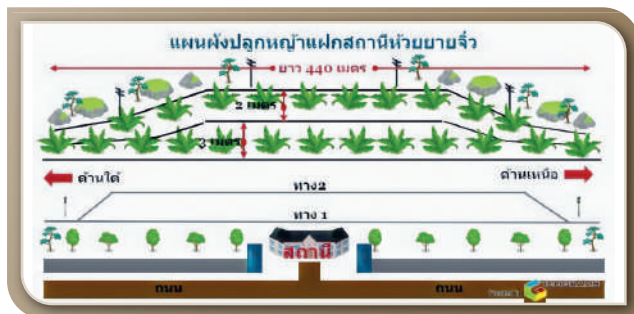 แผนผังปลูกหญ้าแฝกสถานีห้วยยายจิ๋ว
ยาว 440 เมตร
2 เมตร
3 เมตร
ด้านใต้
ด้านเหนือ
ทาง2
ทาง 1
สถานี
ถนน
ถนน